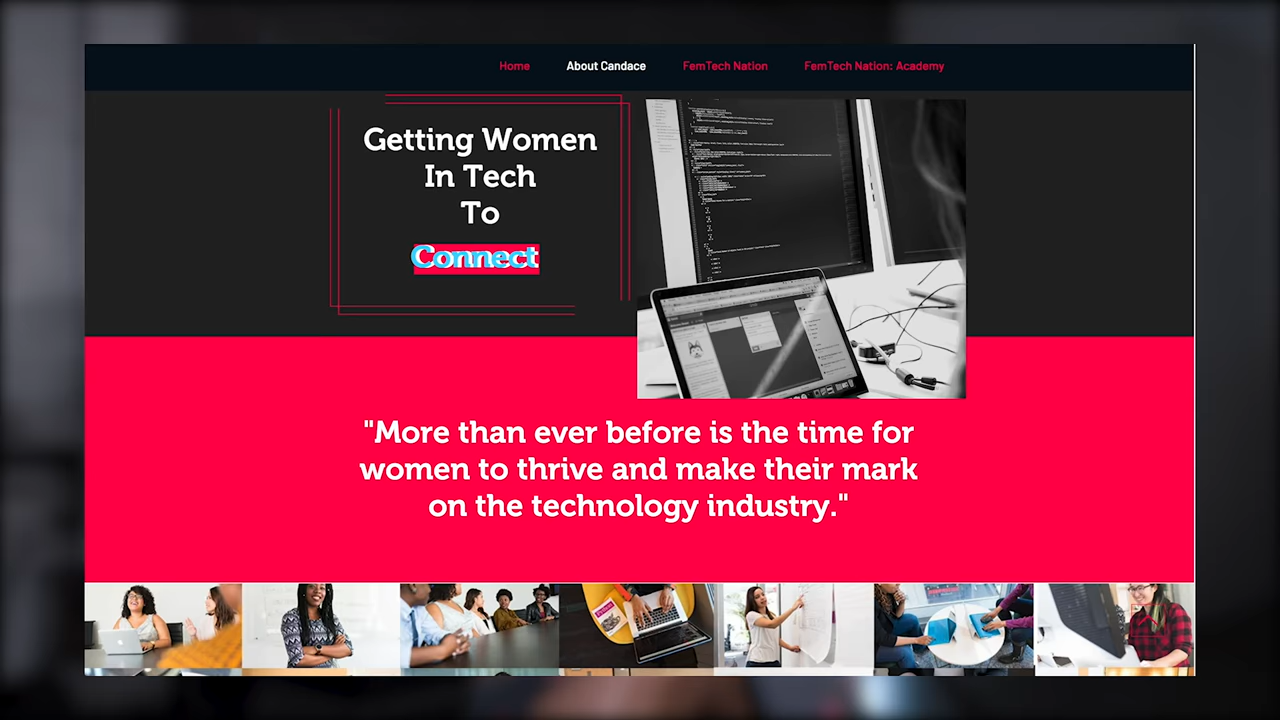 Home About Candace FemTech Nation FemTech Nation: Academy
Getting Women
In Tech
To
Connect
"More than ever before is the time for
women to thrive and make their mark
on the technology industry."